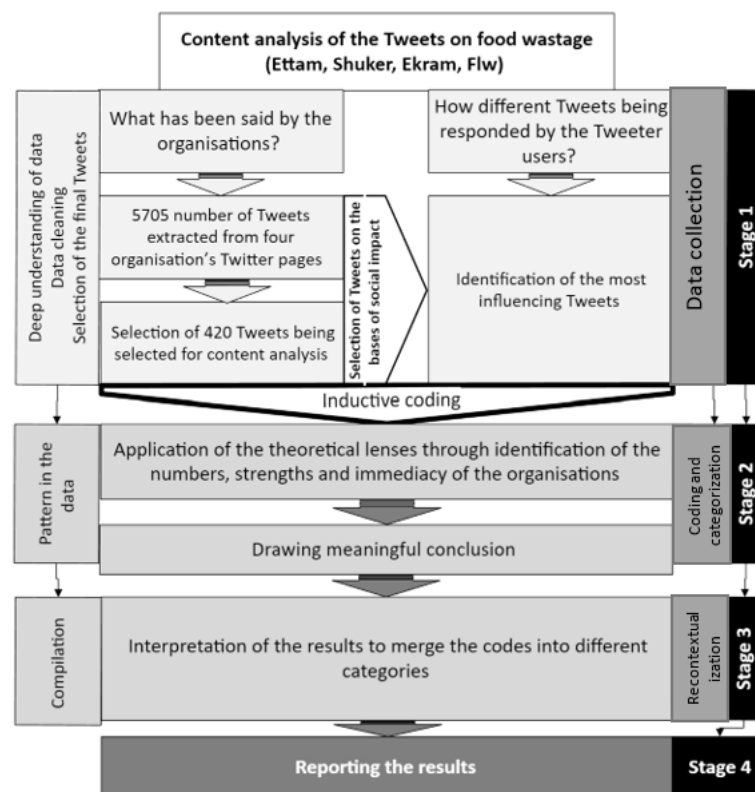 Content analysis of the Tweets on food wastage
(Ettam, Shuker, Ekram, Flw)
Deep understanding of data
Data cleaning
Selection of the final Tweets
What has been said by the
organisations?
5705 number of Tweets
extracted from four
organisation's Twitter pages
Selection of 420 Tweets being
selected for content analysis
Selection of Tweets on the
bases of social impact
How different Tweets being
responded by the Tweeter
users?
Identification of the most
influencing Tweets
Data collection
Stage 1
Inductive coding
Pattern in the
data
Application of the theoretical lenses through identification of the
numbers, strengths and immediacy of the organisations
Drawing meaningful conclusion
Coding and
categorization
Stage 2
Compilation
Interpretation of the results to merge the codes into different
categories
Recontextual
ization
Stage 3
Reporting the results
Stage 4